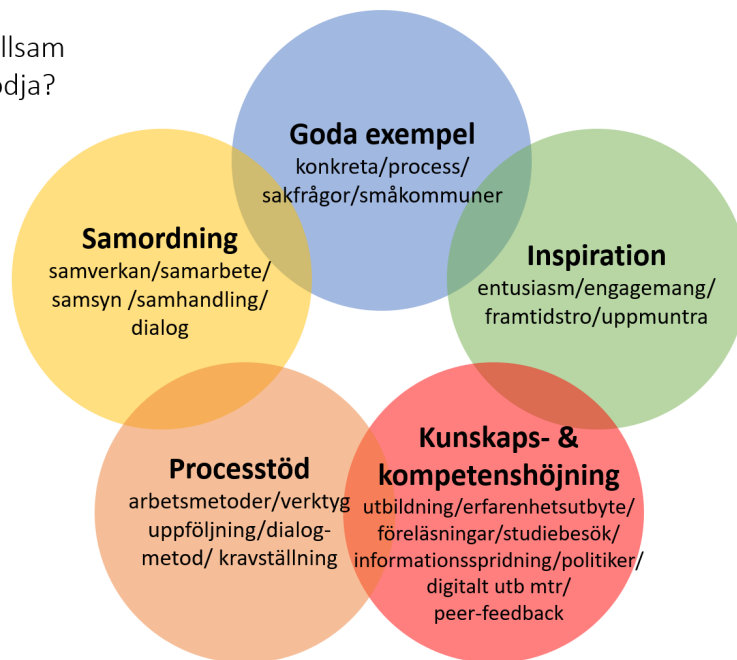 llsam
ödja?
Goda exempel
konkreta/process/
sakfrågor/småkommuner
Samordning
samverkan/samarbete/
samsyn /samhandling/
dialog
Inspiration
entusiasm/engagemang/
framtidstro/uppmuntra
Processtöd
arbetsmetoder/verktyg
uppföljning/dialog-
metod/ kravställning
Kunskaps- &
kompetenshöjning
utbildning/erfarenhetsutbyte/
föreläsningar/studiebesök/
informationsspridning/politiker/
digitalt utb mtr/
peer-feedback